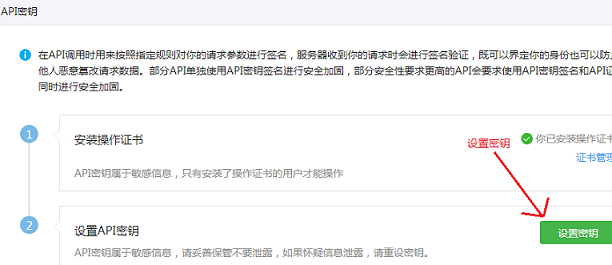 API密钥
在API调用时用来按照指定规则对你的请求参数进行签名，服务器收到你的请求时会进行签名验证，既可以界定你的身份也可以防止
他人恶意篡改请求数据。部分API单独使用API密钥签名进行安全加固，部分安全性要求更高的API会要求使用API密钥签名和API证
同时进行安全加固。
1
安装操作证书
设置密钥
你已安装操作证书
证书管理
API密钥属于敏感信息，只有安装了操作证书的用户才能操作
2
设置API密钥
设置密钥
API密钥属于敏感信息，请妥善保管不要泄露，如果怀疑信息泄露，请重设密钥。